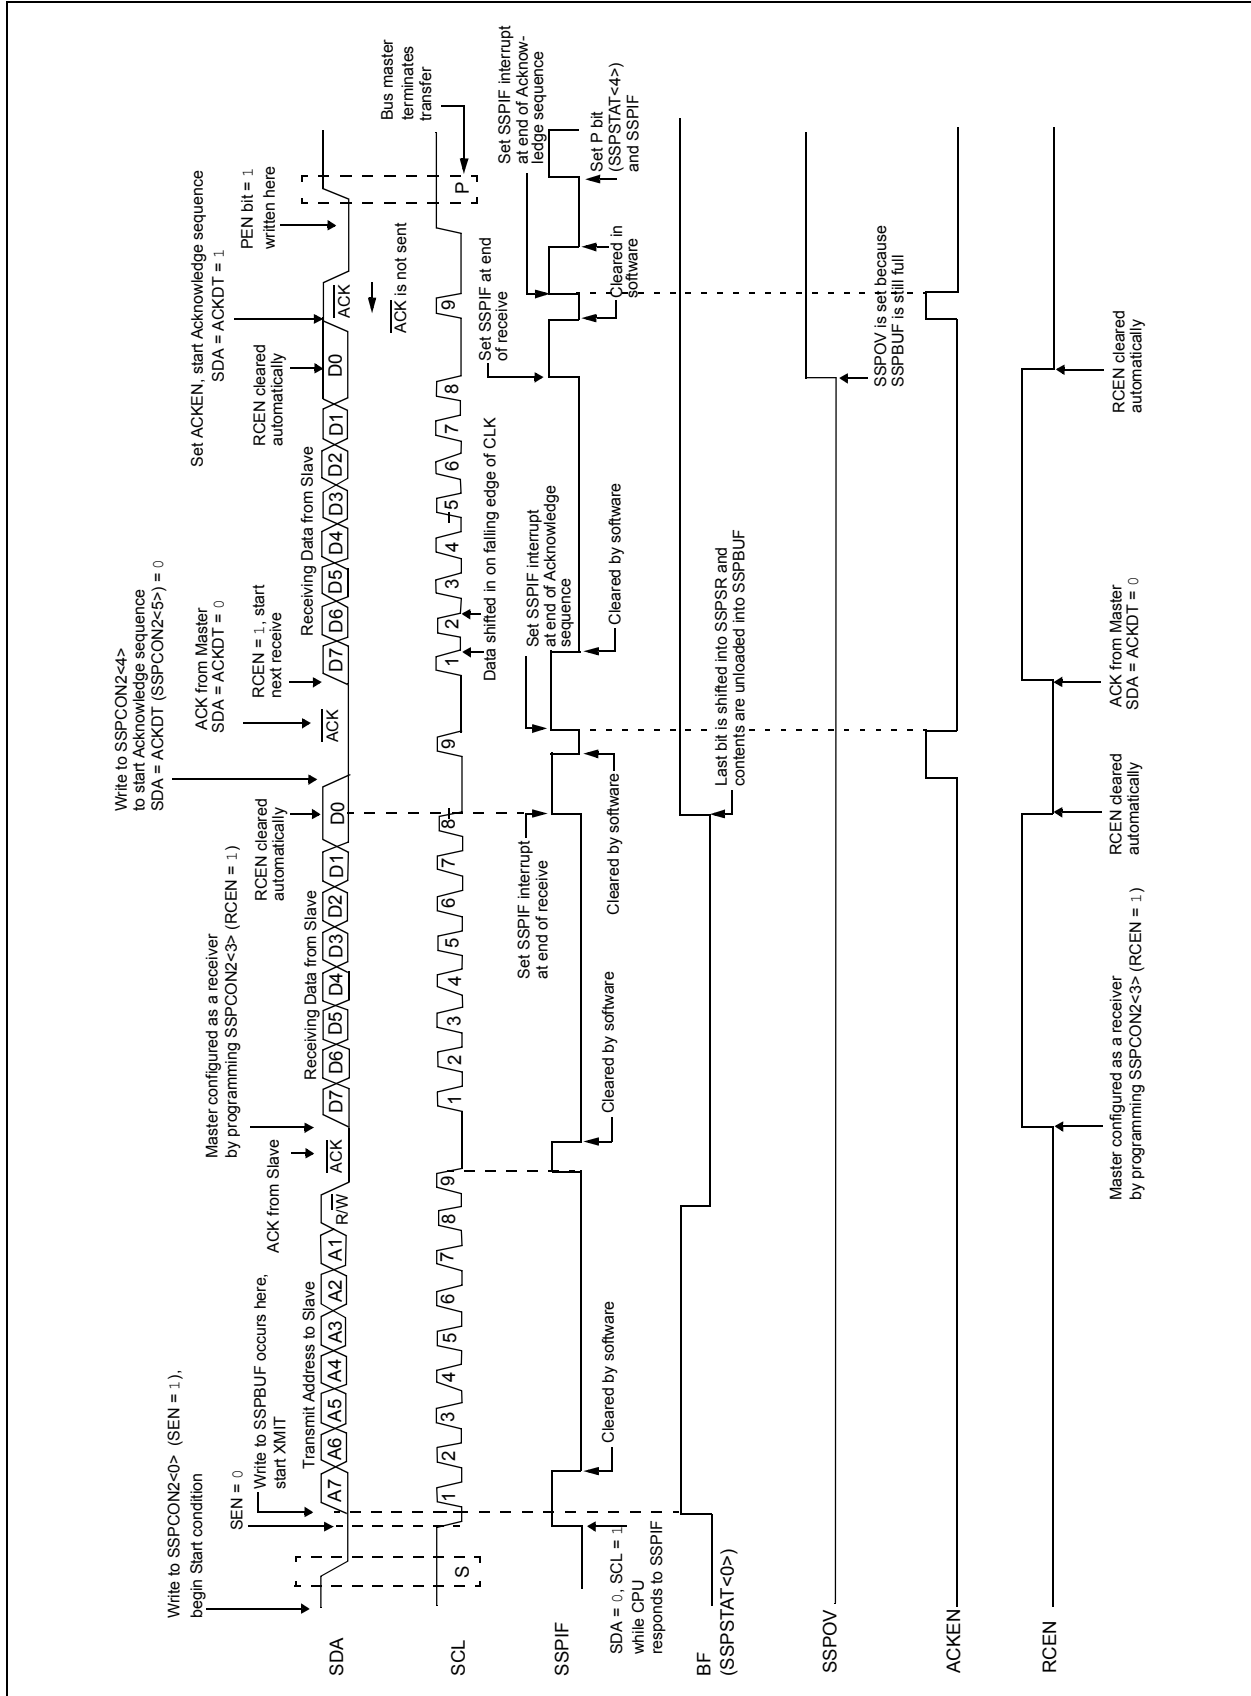 Write to SSPCON2<0> (SEN = 1),
begin Start condition
SEN = 0
Write to SSPBUF occurs here,
start XMIT
ACK from Slave
Master configured as a receiver
by programming SSPCON2<3> (RCEN = 1)
RCEN cleared
automatically
Write to SSPCON2<4>
to start Acknowledge sequence
SDA = ACKDT (SSPCON2<5>) = 0
ACK from Master
SDA = ACKDT = 0
RCEN = 1, start
next receive
RCEN cleared
automatically
Set ACKEN, start Acknowledge sequence
SDA = ACKDT = 1
PEN bit = 1
written here
Transmit Address to Slave
Receiving Data from Slave
Receiving Data from Slave
SDA
A7 A6 A5 A4 A3 A2 A1 R/W ACK D7 D6 D5 D4 D3 D2 D1 D0 ACK D7 D6 D5 D4 D3 D2 D1 D0 ACK
ACK is not sent
Bus master
terminates
transfer
SCL
S 1 2 3 4 5 6 7 8 9 1 2 3 4 5 6 7 8 9 1 2 3 4 5 6 7 8 9 P
Data shifted in on falling edge of CLK
Set SSPIF interrupt
at end of receive
Set SSPIF interrupt
at end of Acknowledge
sequence
Set SSPIF at end
of receive
Set SSPIF interrupt
at end of Acknow-
ledge sequence
SSPIF
SDA = 0, SCL = 1
while CPU
responds to SSPIF
Cleared by software
Cleared by software
Cleared by software
Cleared by software
Cleared in
software
Set P bit
(SSPSTAT<4>)
and SSPIF
BF
(SSPSTAT<0>)
Last bit is shifted into SSPSR and
contents are unloaded into SSPBUF
SSPOV
SSPOV is set because
SSPBUF is still full
ACKEN
RCEN
Master configured as a receiver
by programming SSPCON2<3> (RCEN = 1)
RCEN cleared
automatically
ACK from Master
SDA = ACKDT = 0
RCEN cleared
automatically